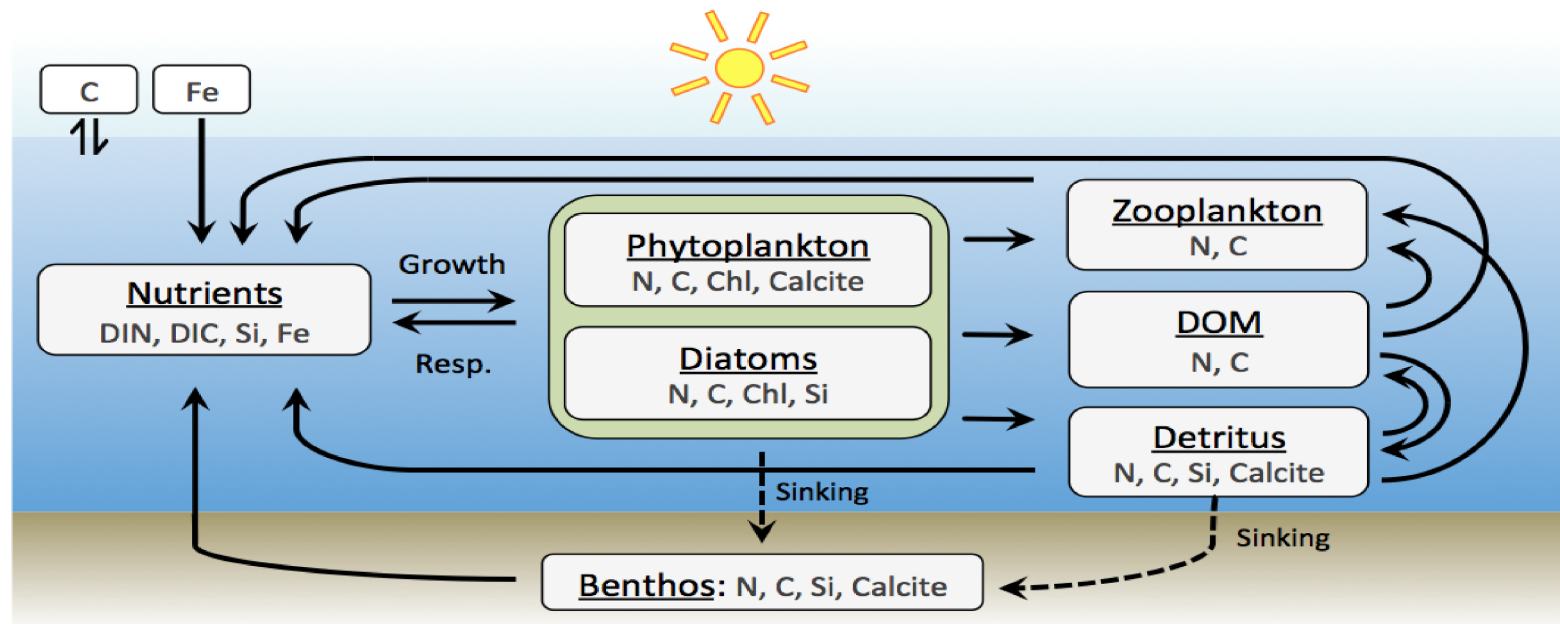 C
Fe
Zooplankton
N, C
Phytoplankton
N, C, Chl, Calcite
Growth
Nutrients
DIN, DIC, Si, Fe
Resp.
DOM
N, C
Diatoms
N, C, Chl, Si
Detritus
N, C, Si, Calcite
Sinking
Sinking
Benthos: N, C, Si, Calcite